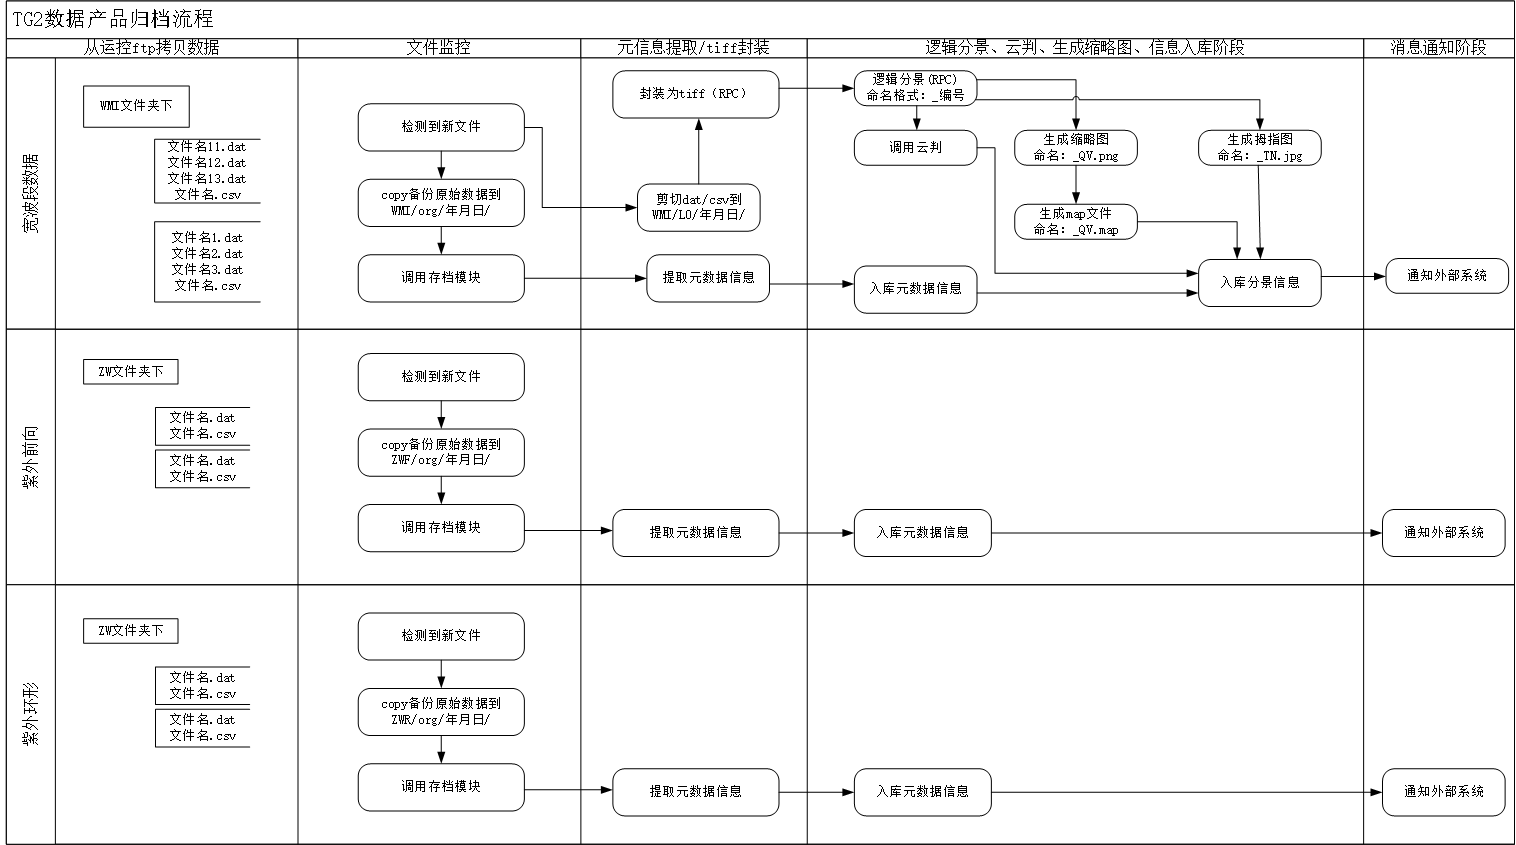 TG2数据产品归档流程
从运控ftp拷贝数据
文件监控
元信息提取/tiff封装
逻辑分景、云判、生成缩略图、信息入库阶段
消息通知阶段
宽波段数据
WMI文件夹下
文件名11.dat
文件名12.dat
文件名13.dat
文件名.csv
文件名1.dat
文件名2.dat
文件名3.dat
文件名.csv
检测到新文件
copy备份原始数据到
WMI/org/年月日/
调用存档模块
封装为tiff（RPC）
剪切dat/csv到
WMI/L0/年月日/
提取元数据信息
逻辑分景(RPC)
命名格式：_编号
调用云判
生成缩略图
命名：_QV.png
生成拇指图
命名：_TN.jpg
生成map文件
命名：_QV.map
入库元数据信息
入库分景信息
通知外部系统
紫外前向
ZW文件夹下
文件名.dat
文件名.csv
文件名.dat
文件名.csv
检测到新文件
copy备份原始数据到
ZWF/org/年月日/
调用存档模块
提取元数据信息
入库元数据信息
通知外部系统
紫外环形
ZW文件夹下
文件名.dat
文件名.csv
文件名.dat
文件名.csv
检测到新文件
copy备份原始数据到
ZWR/org/年月日/
调用存档模块
提取元数据信息
入库元数据信息
通知外部系统